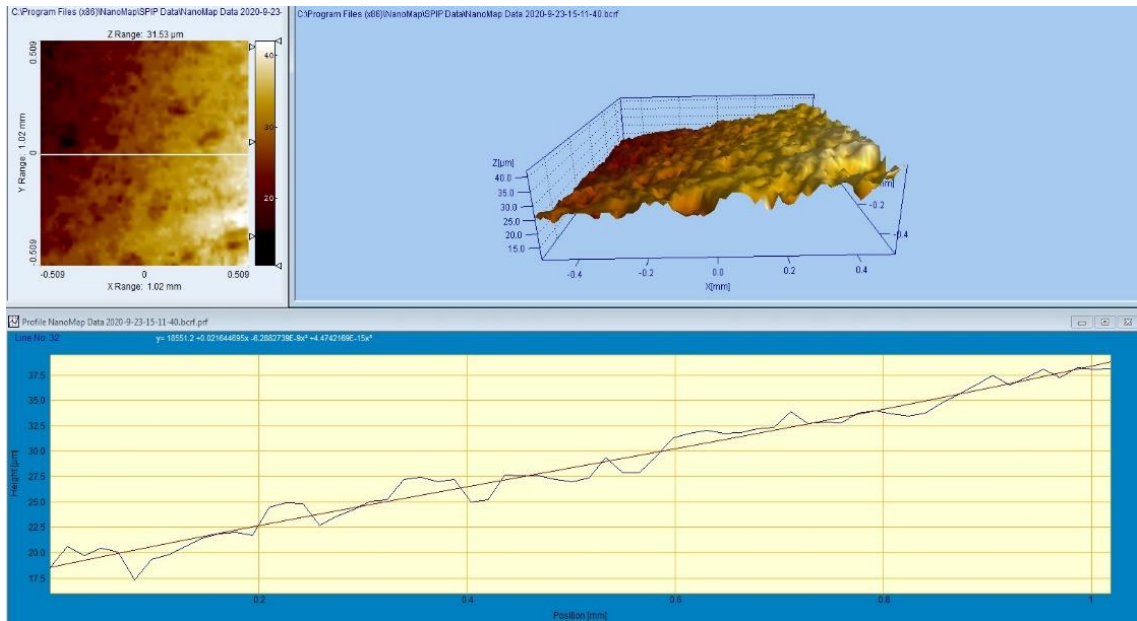 C:\Program Files (x86)\NanoMap\SPIP Data\NanoMap Data 2020-9-23-
Z Range: 31.53 µm
0.509
Y Range: 1.02 mm
0
-0.509
40
30
20
-0.509 0 0.509
X Range: 1.02 mm
C:\Program Files (x86)\NanoMap\SPIP Data\NanoMap Data 2020-9-23-15-11-40.bcrf
Z[µm]
40.0
35.0
30.0
25.0
20.0
15.0
-0.4 -0.2 0.0 0.2 0.4
X[mm]
-0.2
-0.4
Profile NanoMap Data 2020-9-23-15-11-40.bcrf.prf
Line No: 32 y= 18551.2 +0.021644695x -6.2882739E-9x² +4.4742169E-15x³
Height [µm]
37.5
35.0
32.5
30.0
27.5
25.0
22.5
20.0
17.5
0.2 0.4 0.6 0.8 1
Position [mm]